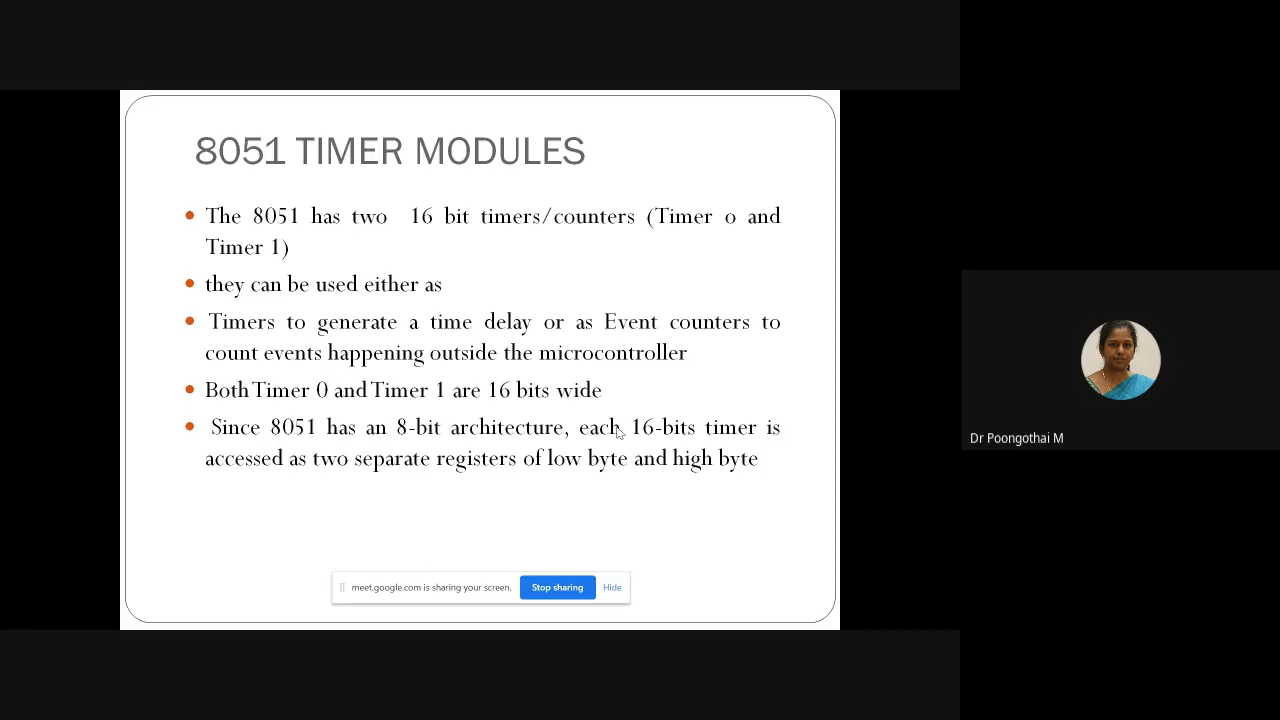 8051 TIMER MODULES
• The 8051 has two 16 bit timers/counters (Timer o and
Timer 1)
• they can be used either as
• Timers to generate a time delay or as Event counters to
count events happening outside the microcontroller
• Both Timer 0 and Timer 1 are 16 bits wide
• Since 8051 has an 8-bit architecture, each 16-bits timer is
accessed as two separate registers of low byte and high byte
meet.google.com is sharing your screen. Stop sharing Hide
Dr Poongothai M